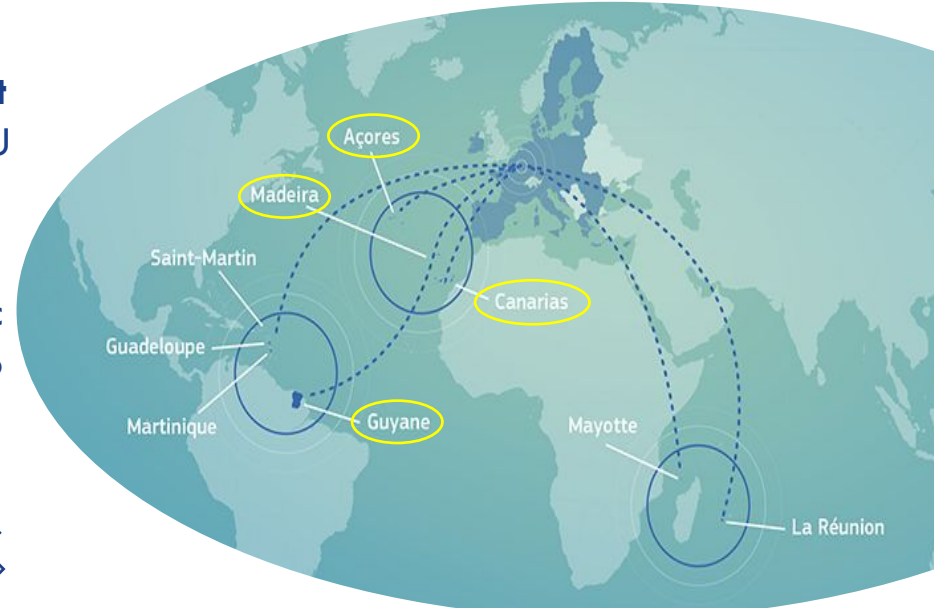 Açores
Madeira
Saint-Martin
Canarias
Guadeloupe
Martinique
Guyane
Mayotte
La Réunion